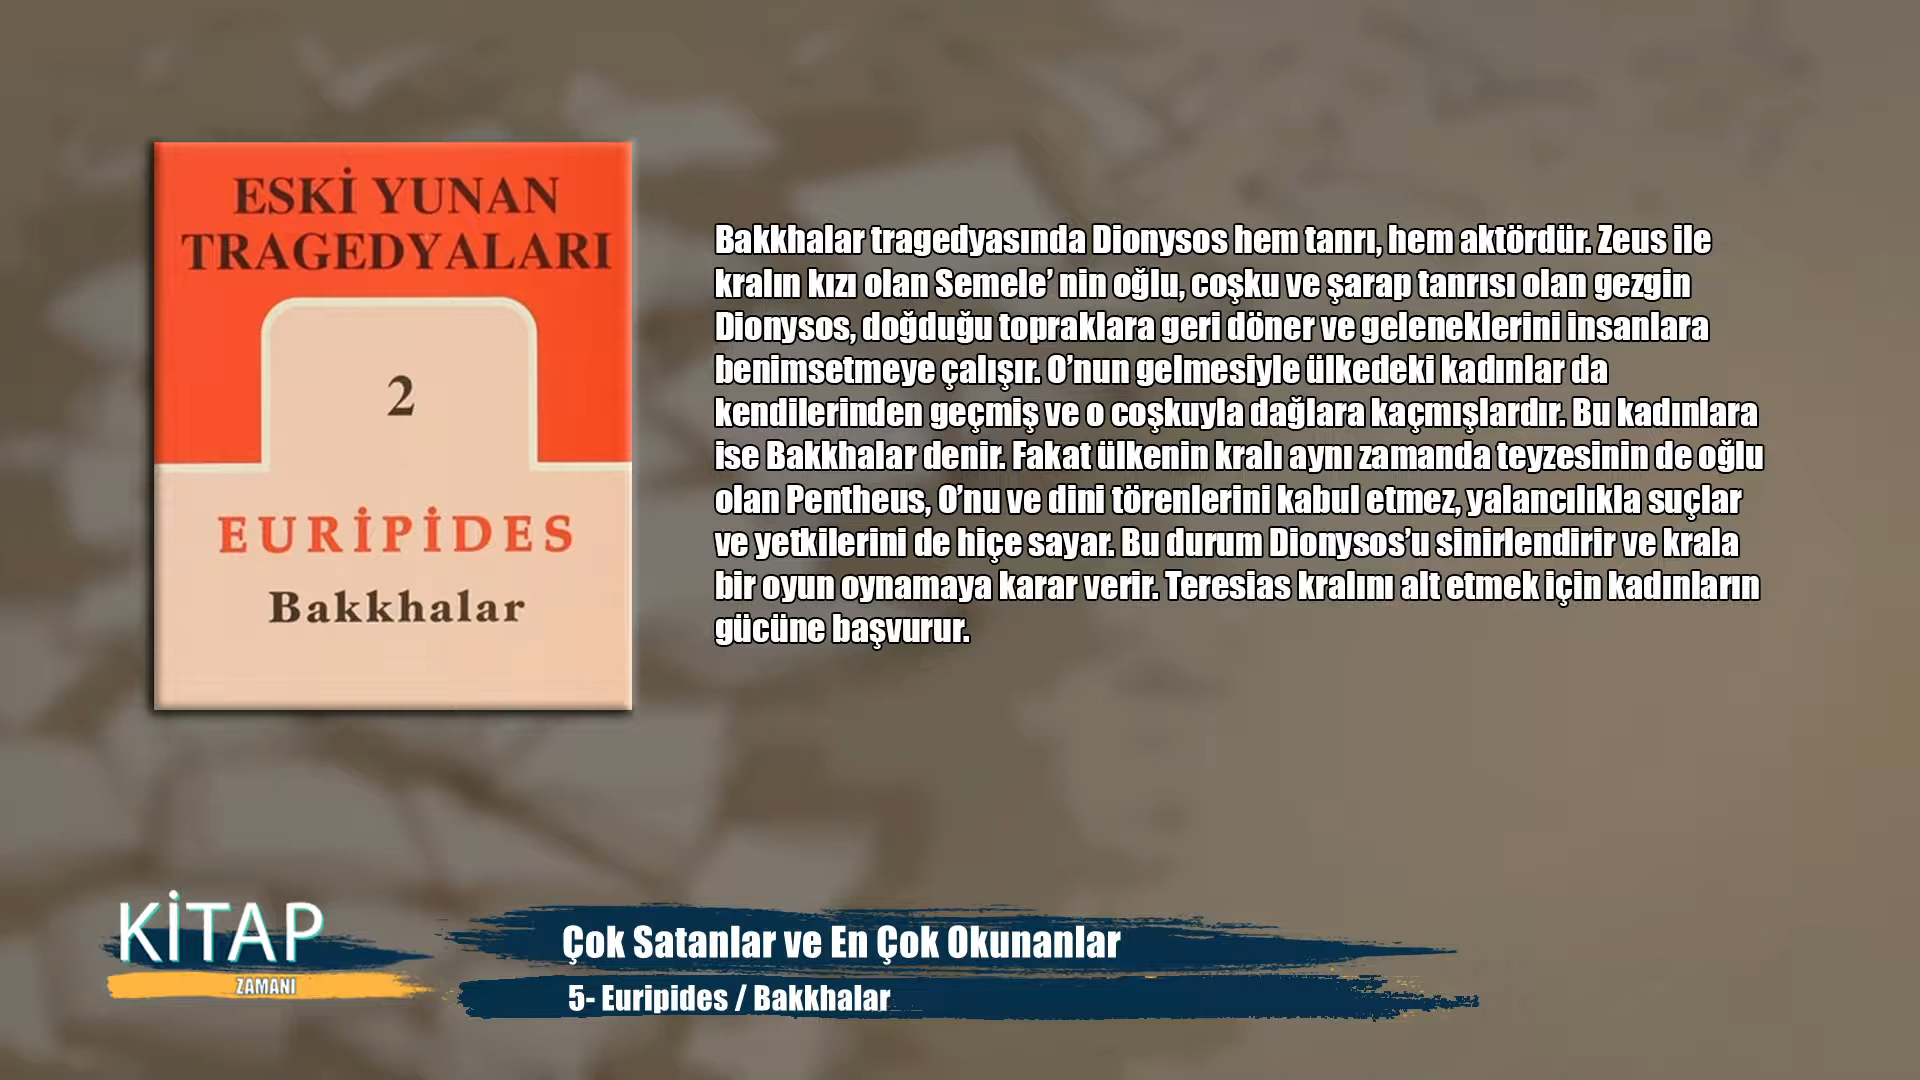 ESKİ YUNAN
TRAGEDYALARI
2
EURİPİDES
Bakkhalar
Bakkhalar tragedyasında Dionysos hem tanrı, hem aktördür. Zeus ile
kralın kızı olan Semele’ nin oğlu, coşku ve şarap tanrısı olan gezgin
Dionysos, doğduğu topraklara geri döner ve geleneklerini insanlara
benimsetmeye çalışır. O’nun gelmesiyle ülkedeki kadınlar da
kendilerinden geçmiş ve o coşkuyla dağlara kaçmışlardır. Bu kadınlara
ise Bakkhalar denir. Fakat ülkenin kralı aynı zamanda teyzesinin de oğlu
olan Pentheus, O’nu ve dini törenlerini kabul etmez, yalancılıkla suçlar
ve yetkilerini de hiçe sayar. Bu durum Dionysos’u sinirlendirir ve krala
bir oyun oynamaya karar verir. Teresias kralını alt etmek için kadınların
gücüne başvurur.
KİTAP
ZAMANI
Çok Satanlar ve En Çok Okunanlar
5- Euripides / Bakkhalar